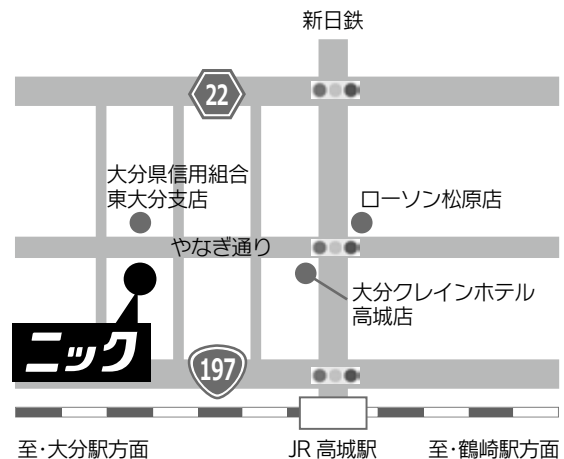 新日鉄
22
大分県信用組合
東大分支店
ローソン松原店
やなぎ通り
大分クレインホテル
高城店
ニック
197
至・大分駅方面
JR 高城駅
至・鶴崎駅方面